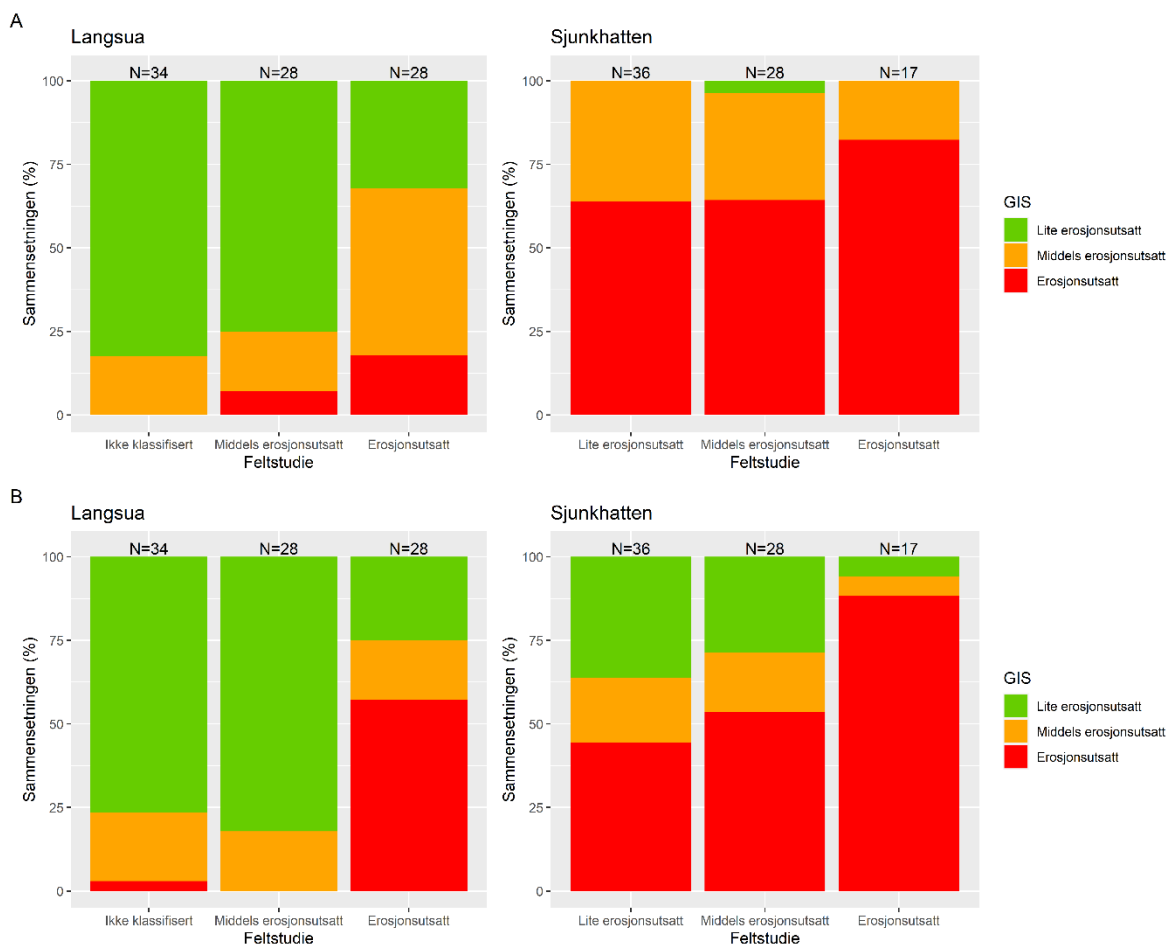 A
Langsua
N=34 N=28 N=28
100
75
50
25
0
Sammensetningen (%)
Ikke klassifisert Middels erosjonsutsatt Erosjonsutsatt
Feltstudie
Sjunkhatten
N=36 N=28 N=17
100
75
50
25
0
Sammensetningen (%)
Lite erosjonsutsatt Middels erosjonsutsatt Erosjonsutsatt
Feltstudie
GIS
Lite erosjonsutsatt
Middels erosjonsutsatt
Erosjonsutsatt
B
Langsua
N=34 N=28 N=28
100
75
50
25
0
Sammensetningen (%)
Ikke klassifisert Middels erosjonsutsatt Erosjonsutsatt
Feltstudie
Sjunkhatten
N=36 N=28 N=17
100
75
50
25
0
Sammensetningen (%)
Lite erosjonsutsatt Middels erosjonsutsatt Erosjonsutsatt
Feltstudie
GIS
Lite erosjonsutsatt
Middels erosjonsutsatt
Erosjonsutsatt